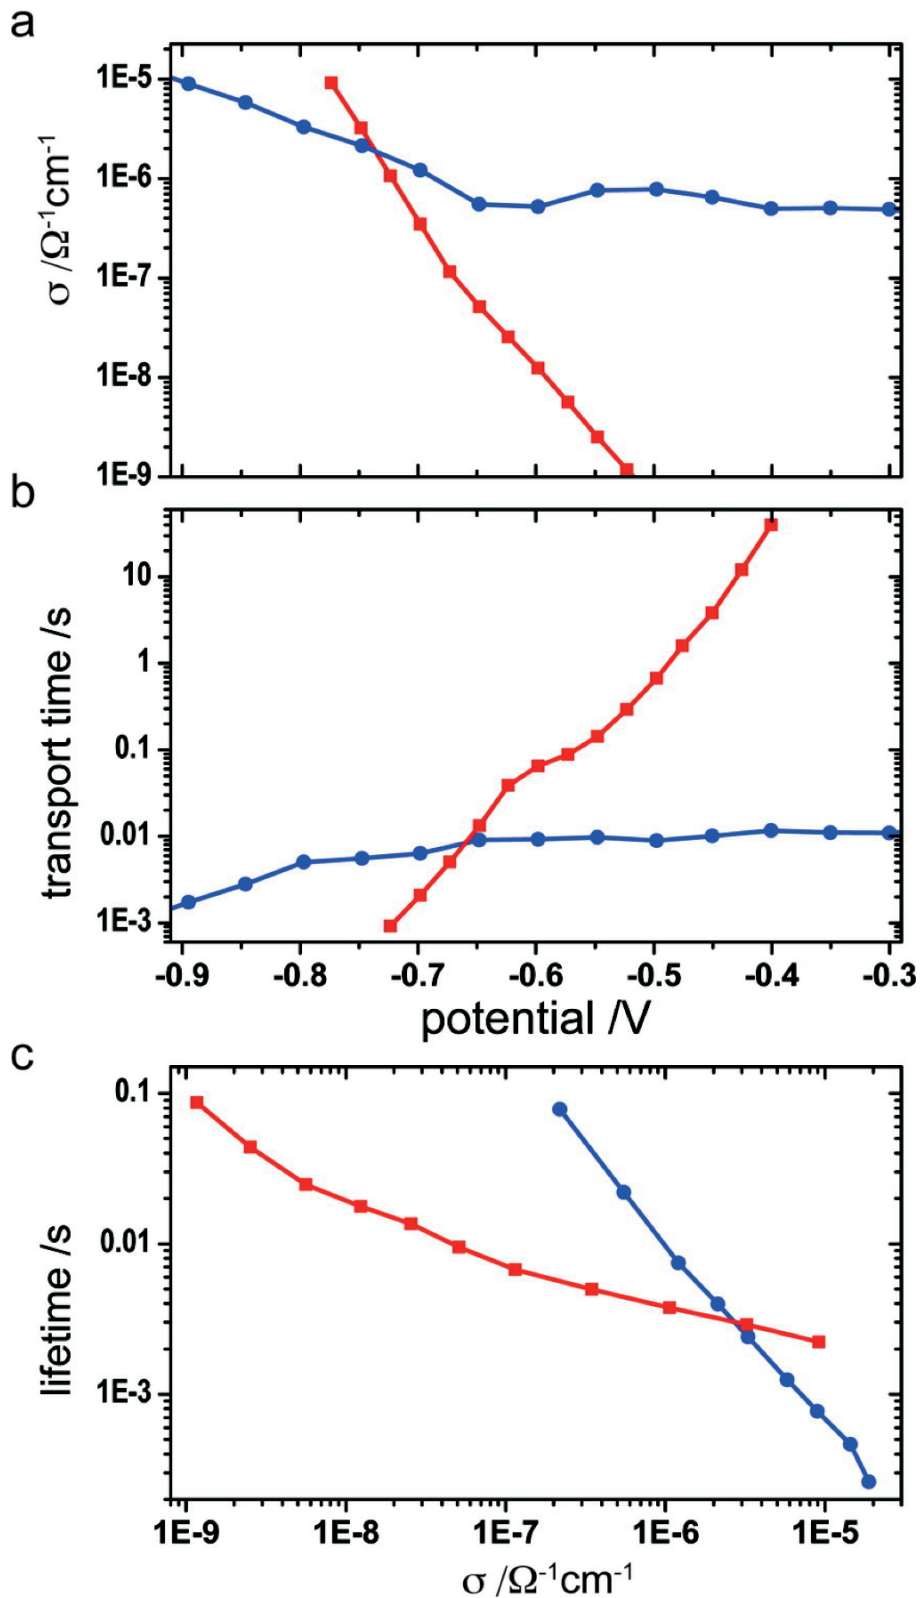 a
1E-5
1E-6
1E-7
1E-8
1E-9
σ /Ω⁻¹cm⁻¹
b
10
1
0.1
0.01
1E-3
transport time /s
-0.9 -0.8 -0.7 -0.6 -0.5 -0.4 -0.3
potential /V
c
0.1
0.01
1E-3
lifetime /s
1E-9 1E-8 1E-7 1E-6 1E-5
σ /Ω⁻¹cm⁻¹